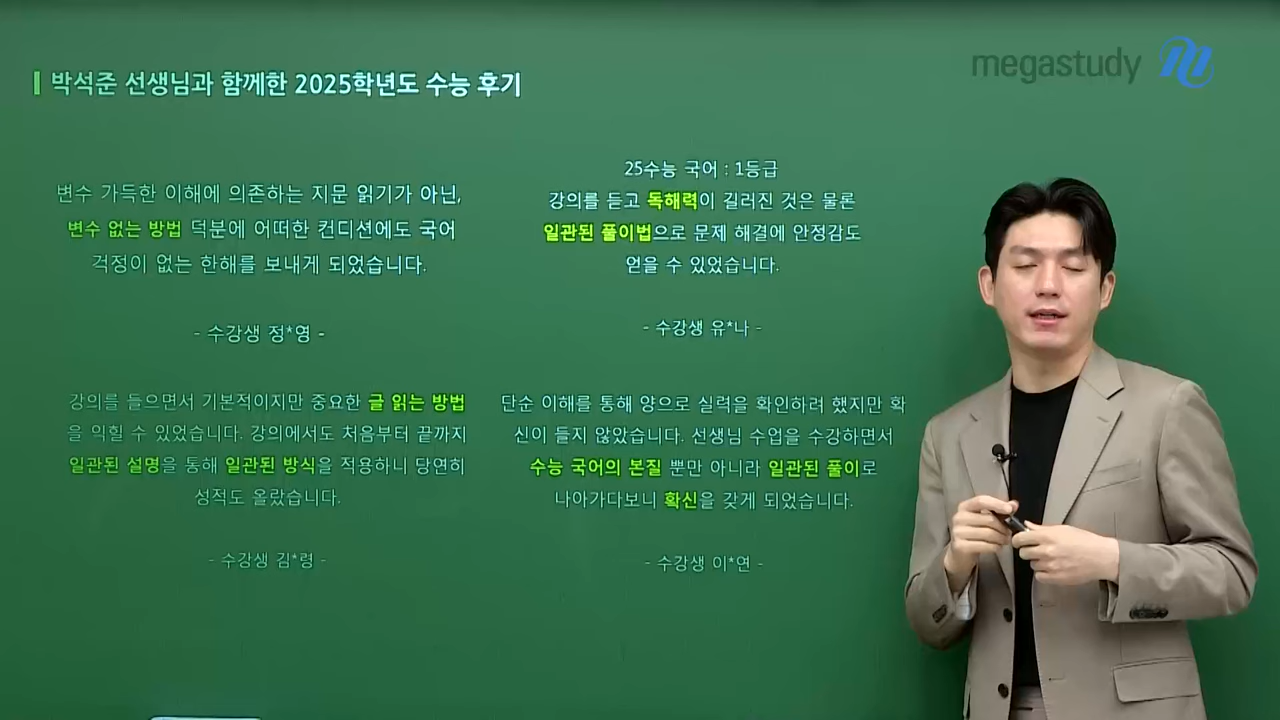 megastudy
박석준 선생님과 함께한 2025학년도 수능 후기
변수 가득한 이해에 의존하는 지문 읽기가 아닌,
변수 없는 방법 덕분에 어떠한 컨디션에도 국어
걱정이 없는 한해를 보내게 되었습니다.
- 수강생 정*영 -
25수능 국어 : 1등급
강의를 듣고 독해력이 길러진 것은 물론
일관된 풀이법으로 문제 해결에 안정감도
얻을 수 있었습니다.
- 수강생 유*나 -
강의를 들으면서 기본적이지만 중요한 글 읽는 방법
을 익힐 수 있었습니다. 강의에서도 처음부터 끝까지
일관된 설명을 통해 일관된 방식을 적용하니 당연히
성적도 올랐습니다.
- 수강생 김*령 -
단순 이해를 통해 양으로 실력을 확인하려 했지만 확
신이 들지 않았습니다. 선생님 수업을 수강하면서
수능 국어의 본질 뿐만 아니라 일관된 풀이로
나아가다보니 확신을 갖게 되었습니다.
- 수강생 이*연 -